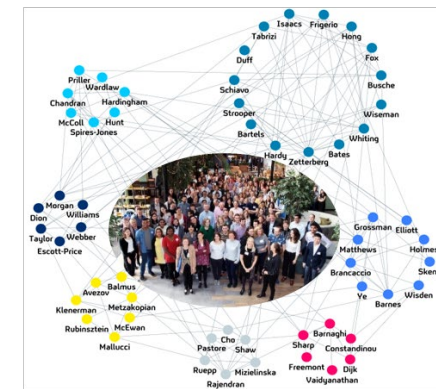 Isaacs
Frigerio
Tabrizi
Hong
Duff
Fox
Priller
Wardlaw
Schiavo
Busche
Chandran
Hardingham
Strooper
Wiseman
McColl
Hunt
Spires-Jones
Bartels
Whiting
Hardy
Bates
Zetterberg
Morgan
Dion
Williams
Taylor
Webber
Escott-Price
Grossman
Elliott
Matthews
Holmes
Brancaccio
Sken
Ye
Wisden
Barnes
Balmus
Avezov
Klenerman
Metzakopian
Rubinsztein
McEwan
Mallucci
Cho
Pastore
Shaw
Ruepp
Mizielinska
Rajendran
Barnaghi
Sharp
Constandinou
Freemont
Dijk
Vaidyanathan